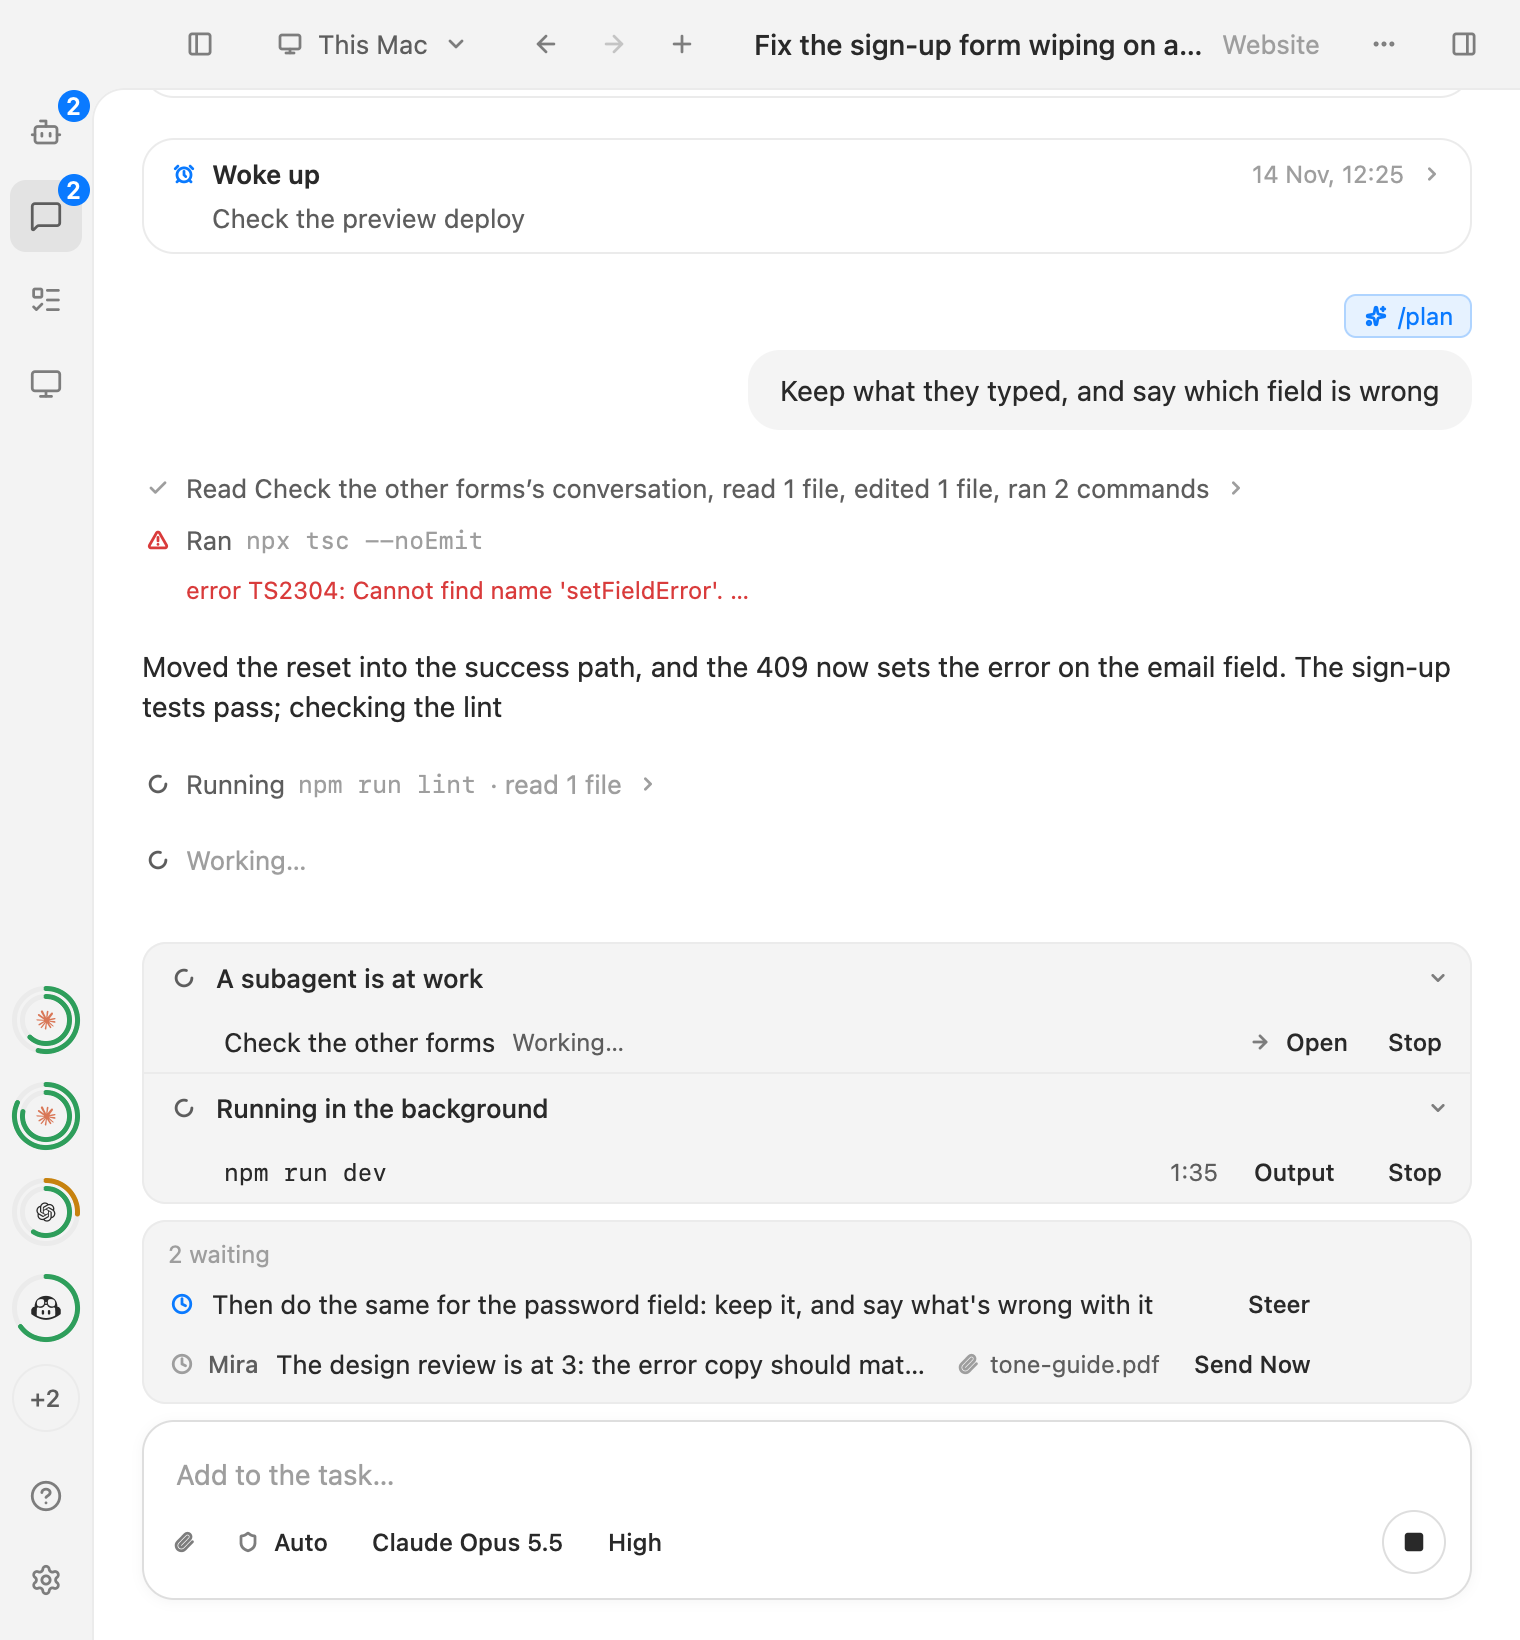 This Mac
Fix the sign-up form wiping on a... Website
2
2
Woke up
14 Nov, 12:25
Check the preview deploy
/plan
Keep what they typed, and say which field is wrong
Read Check the other forms’s conversation, read 1 file, edited 1 file, ran 2 commands
Ran npx tsc --noEmit
error TS2304: Cannot find name 'setFieldError'. ...
Moved the reset into the success path, and the 409 now sets the error on the email field. The sign-up
tests pass; checking the lint
Running npm run lint · read 1 file
Working...
A subagent is at work
Check the other forms Working...
Open Stop
Running in the background
npm run dev
1:35 Output Stop
2 waiting
Then do the same for the password field: keep it, and say what's wrong with it
Steer
Mira The design review is at 3: the error copy should mat... tone-guide.pdf Send Now
+2
Add to the task...
Auto Claude Opus 5.5 High